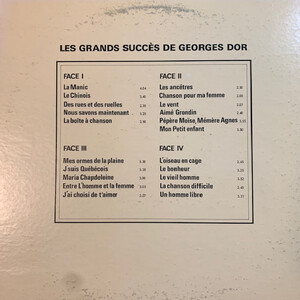 LES GRANDS SUCCÈS DE GEORGES DOR
FACE I
La Manic
Le Chinois
Des rues et des ruelles
Nous savons maintenant
La boîte à chanson
FACE II
Les ancêtres
Chanson pour ma femme
Le vent
Aimé Grondin
Pépère Moïse, Mémère Agnès
Mon Petit enfant
FACE III
Mes ormes de la plaine
J'suis Québécois
Maria Chapdelaine
Entre L'homme et la femme
J'ai choisi de t'aimer
FACE IV
L'oiseau en cage
Le bonheur
Le vieil homme
La chanson difficile
Un homme libre